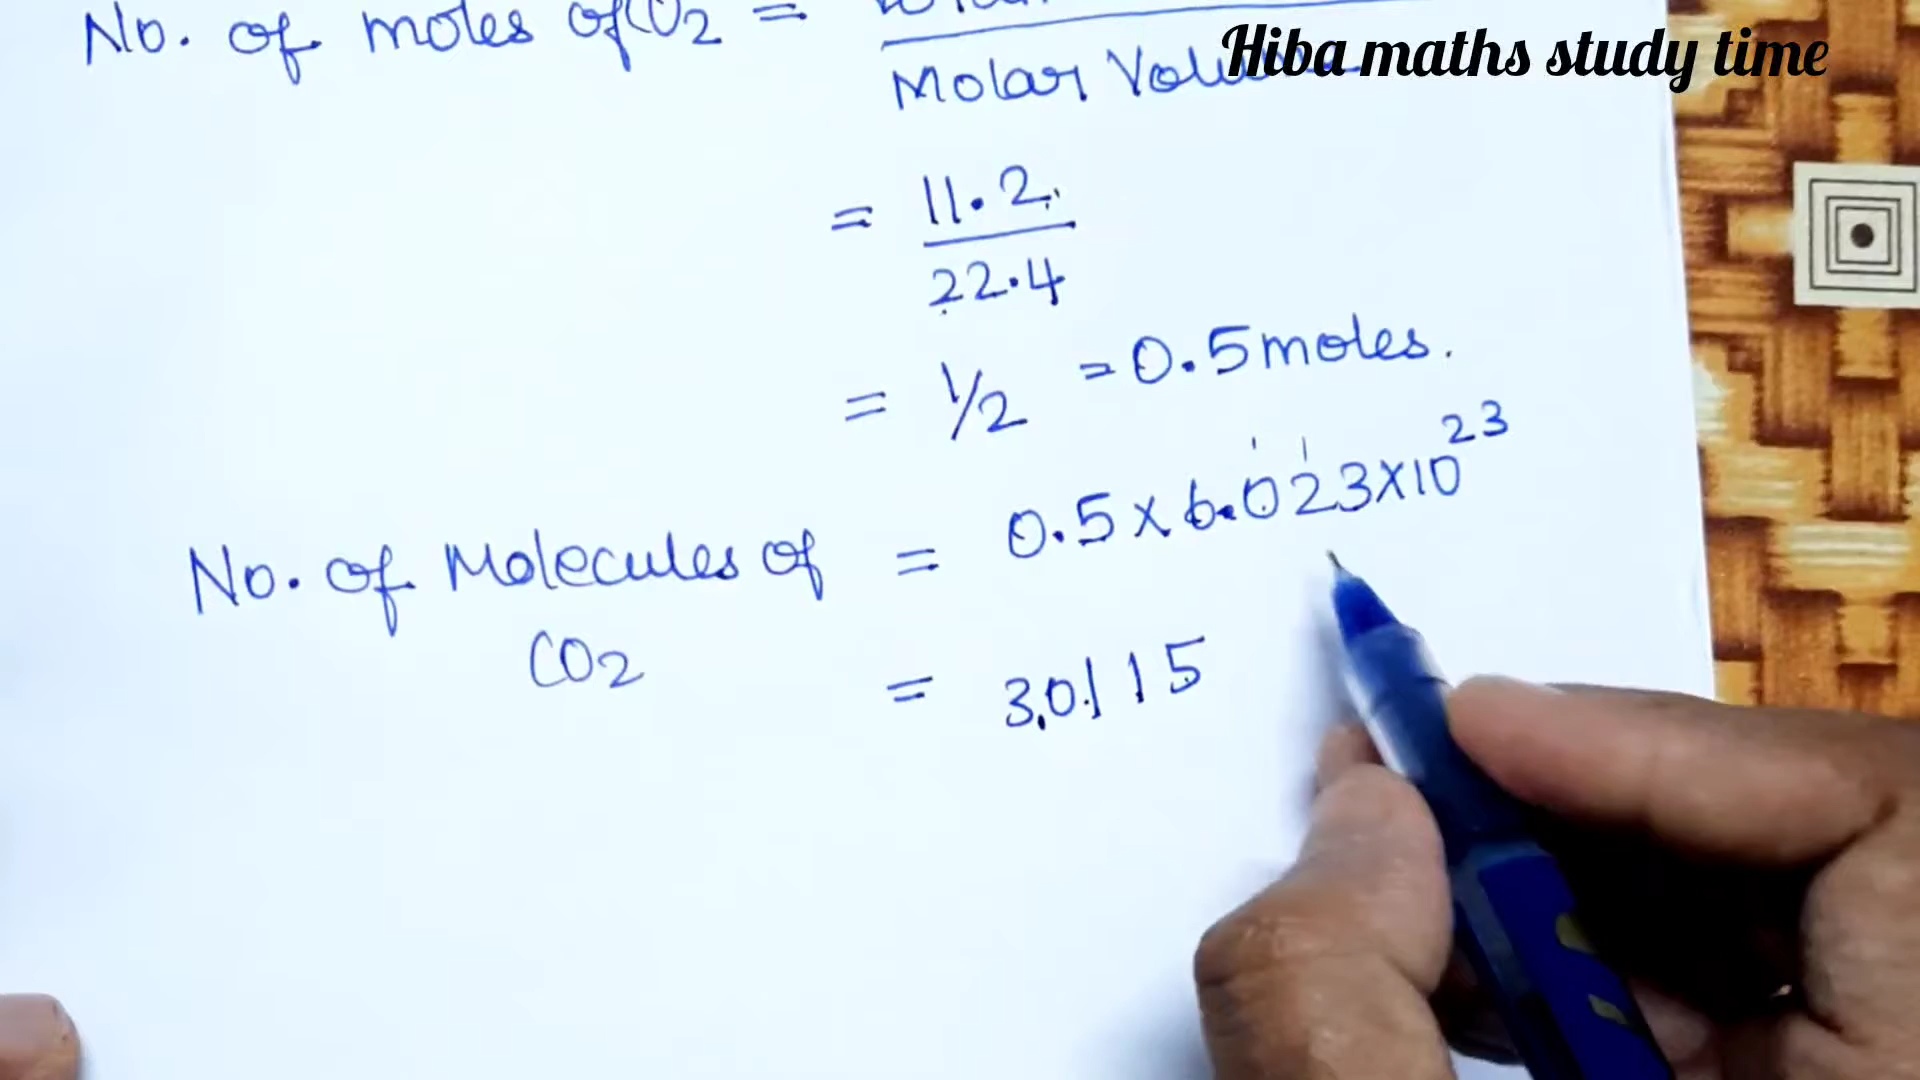 No. of moles of CO2 =
Hiba maths study time
Molar Volume
= 11.2
22.4
= 1/2 = 0.5 moles.
No. of Molecules of = 0.5 x 6.023 x 10^23
CO2
= 3.0115